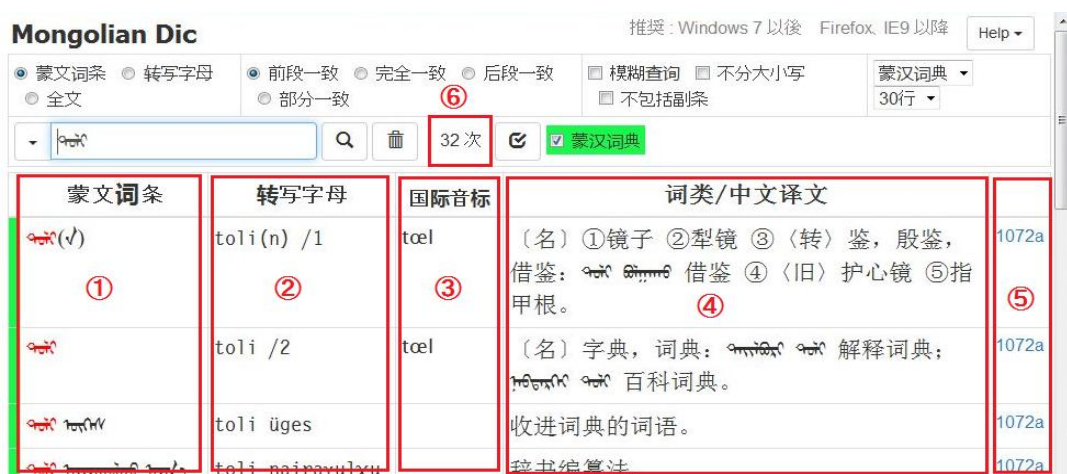 Mongolian Dic
推奨 : Windows 7 以後 Firefox, IE9 以降
Help
蒙文词条 转写字母
全文
前段一致 完全一致 后段一致
部分一致
模糊查询 不分大小写
不包括副条
蒙汉词典
30行
⑥
32 次
蒙汉词典
蒙文词条 转写字母 国际音标 词类/中文译文
(√) toli(n) /1 tœl 〔名〕①镜子 ②犁镜 ③〈转〉鉴，殷鉴， 1072a
借鉴： 借鉴 ④〈旧〉护心镜 ⑤指
甲根。
① ② ③ ④ ⑤
toli /2 tœl 〔名〕字典，词典： 解释词典； 1072a
百科词典。
toli üges 收进词典的词语。 1072a
toli nairaγulxu 辞书编纂法 1072a